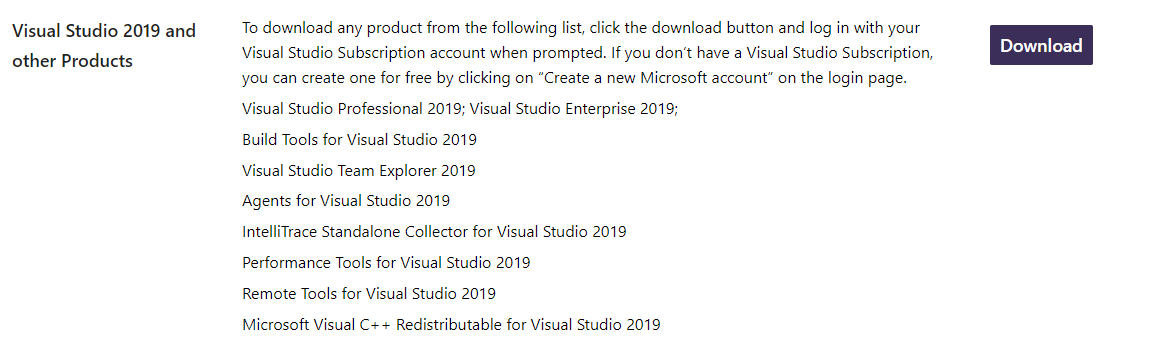 Visual Studio 2019 and
other Products
To download any product from the following list, click the download button and log in with your
Visual Studio Subscription account when prompted. If you don’t have a Visual Studio Subscription,
you can create one for free by clicking on “Create a new Microsoft account” on the login page.
Visual Studio Professional 2019; Visual Studio Enterprise 2019;
Build Tools for Visual Studio 2019
Visual Studio Team Explorer 2019
Agents for Visual Studio 2019
IntelliTrace Standalone Collector for Visual Studio 2019
Performance Tools for Visual Studio 2019
Remote Tools for Visual Studio 2019
Microsoft Visual C++ Redistributable for Visual Studio 2019
Download